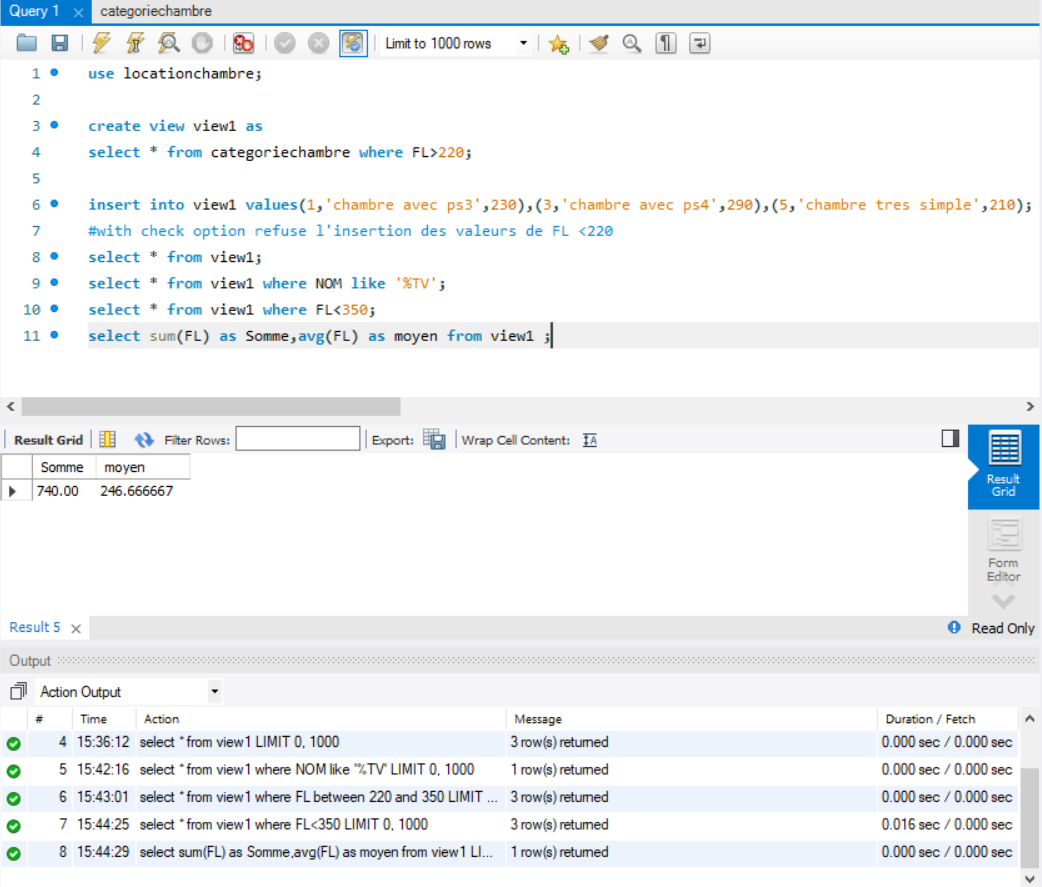 Query 1 × categoriechambre
Limit to 1000 rows
1 use locationchambre;
2
3 create view view1 as
4 select * from categoriechambre where FL>220;
5
6 insert into view1 values(1,'chambre avec ps3',230),(3,'chambre avec ps4',290),(5,'chambre tres simple',210);
7 #with check option refuse l'insertion des valeurs de FL <220
8 select * from view1;
9 select * from view1 where NOM like '%TV';
10 select * from view1 where FL<350;
11 select sum(FL) as Somme,avg(FL) as moyen from view1 ;
Result Grid Filter Rows: Export: Wrap Cell Content: IA
Somme moyen
740.00 246.666667
Result
Grid
Form
Editor
Result 5 × Read Only
Output
Action Output
# Time Action Message Duration / Fetch
4 15:36:12 select * from view1 LIMIT 0, 1000 3 row(s) returned 0.000 sec / 0.000 sec
5 15:42:16 select * from view1 where NOM like '%TV' LIMIT 0, 1000 1 row(s) returned 0.000 sec / 0.000 sec
6 15:43:01 select * from view1 where FL between 220 and 350 LIMIT ... 3 row(s) returned 0.000 sec / 0.000 sec
7 15:44:25 select * from view1 where FL<350 LIMIT 0, 1000 3 row(s) returned 0.016 sec / 0.000 sec
8 15:44:29 select sum(FL) as Somme,avg(FL) as moyen from view1 LI... 1 row(s) returned 0.000 sec / 0.000 sec